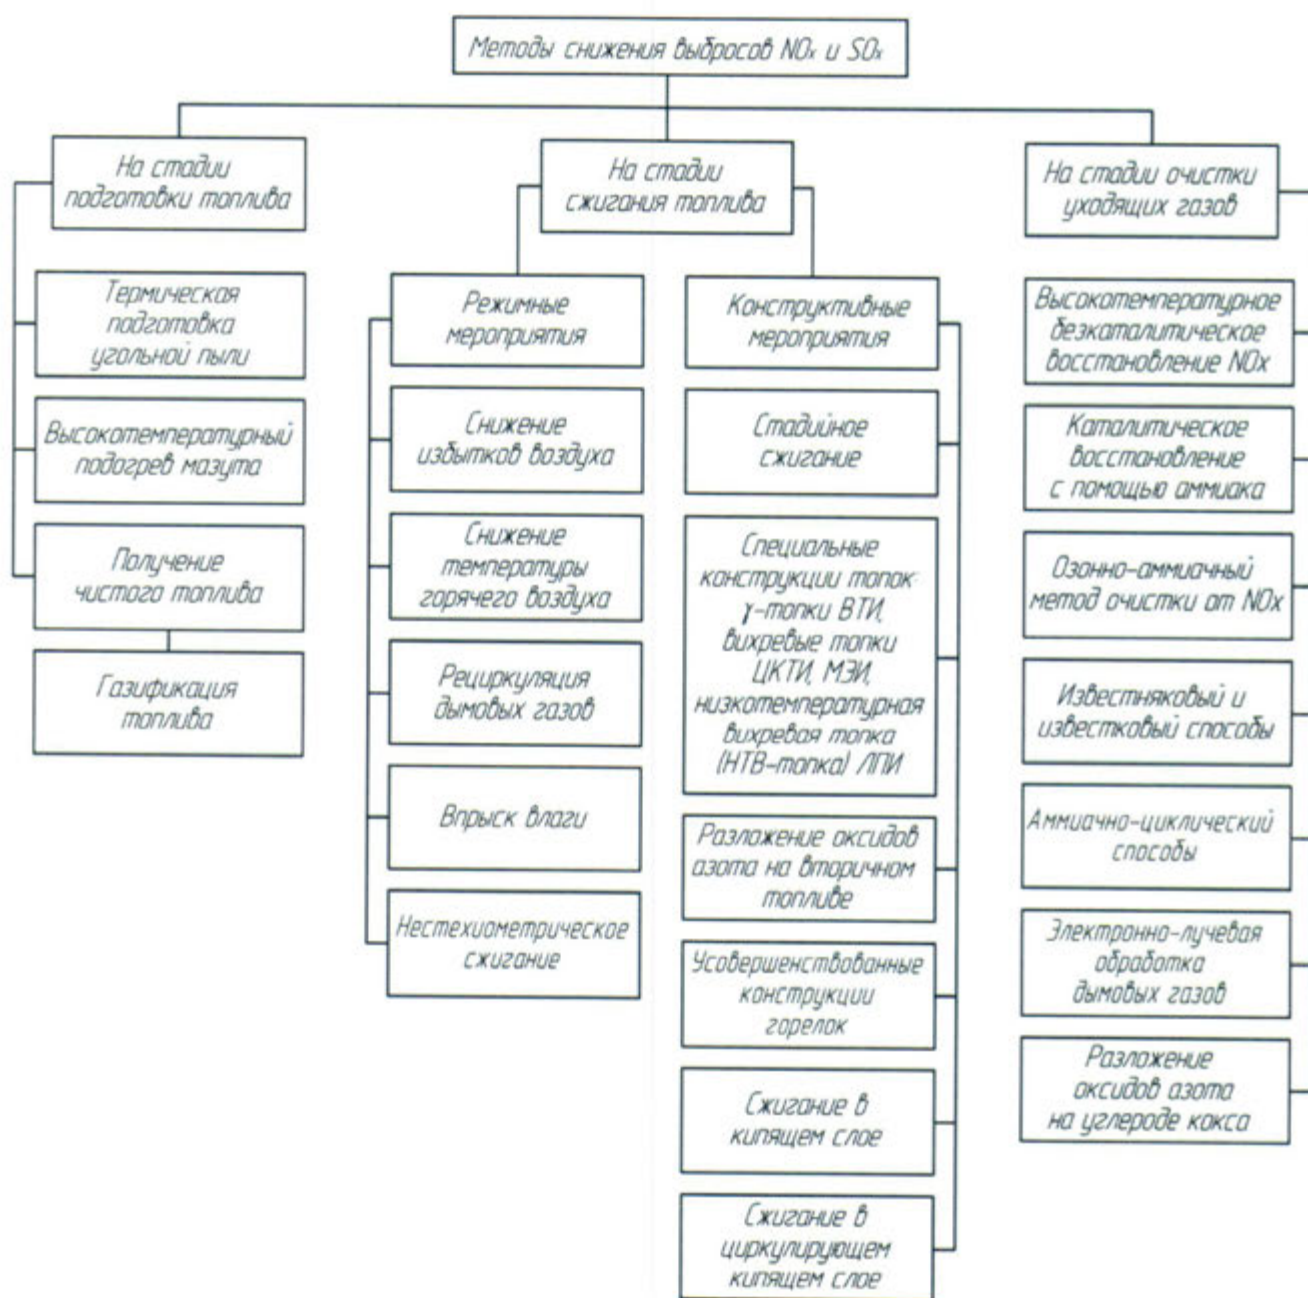 Методы снижения выбросов NOx и SOx
На стадии
подготовки топлива
Термическая
подготовка
угольной пыли
Высокотемпературный
подогрев мазута
Получение
чистого топлива
Газификация
топлива
На стадии
сжигания топлива
Режимные
мероприятия
Снижение
избытков воздуха
Снижение
температуры
горячего воздуха
Рециркуляция
дымовых газов
Впрыск влаги
Нестехиометрическое
сжигание
Конструктивные
мероприятия
Стадийное
сжигание
Специальные
конструкции топок:
γ-топки ВТИ,
вихревые топки
ЦКТИ, МЭИ,
низкотемпературная
вихревая топка
(НТВ-топка) ЛПИ
Разложение оксидов
азота на вторичном
топливе
Усовершенствованные
конструкции
горелок
Сжигание в
кипящем слое
Сжигание в
циркулирующем
кипящем слое
На стадии очистки
уходящих газов
Высокотемпературное
безкаталитическое
восстановление NOx
Каталитическое
восстановление
с помощью аммиака
Озонно-аммиачный
метод очистки от NOx
Известняковый и
известковый способы
Аммиачно-циклический
способы
Электронно-лучевая
обработка
дымовых газов
Разложение
оксидов азота
на углероде кокса